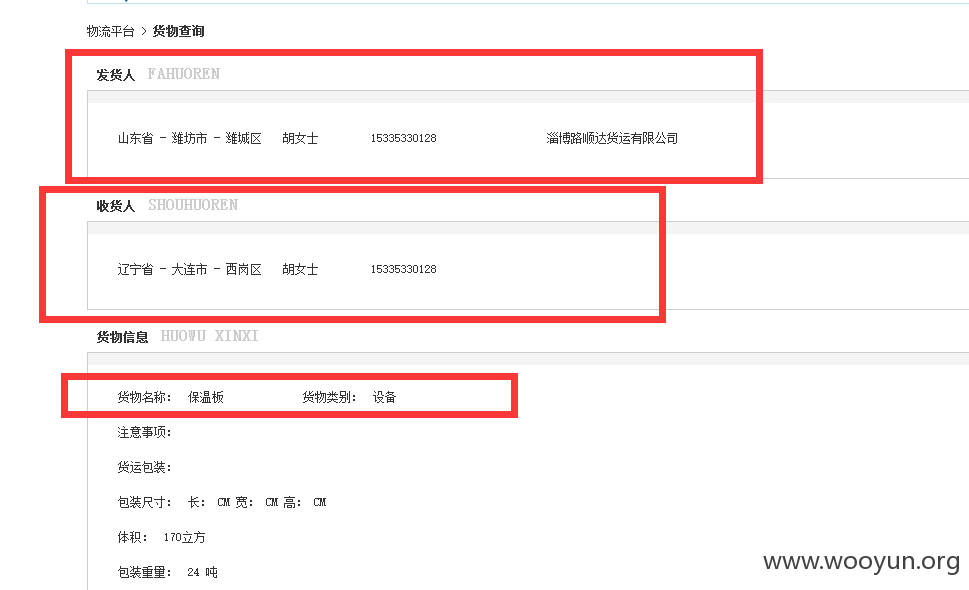 物流平台 > 货物查询
发货人 FAHUOREN
山东省 - 潍坊市 - 潍城区 胡女士 15335330128 淄博路顺达货运有限公司
收货人 SHOUHUOREN
辽宁省 - 大连市 - 西岗区 胡女士 15335330128
货物信息 HUOWU XINXI
货物名称： 保温板 货物类别： 设备
注意事项：
货运包装：
包装尺寸： 长： CM 宽： CM 高： CM
体积： 170立方
包装重量： 24 吨
www.wooyun.org